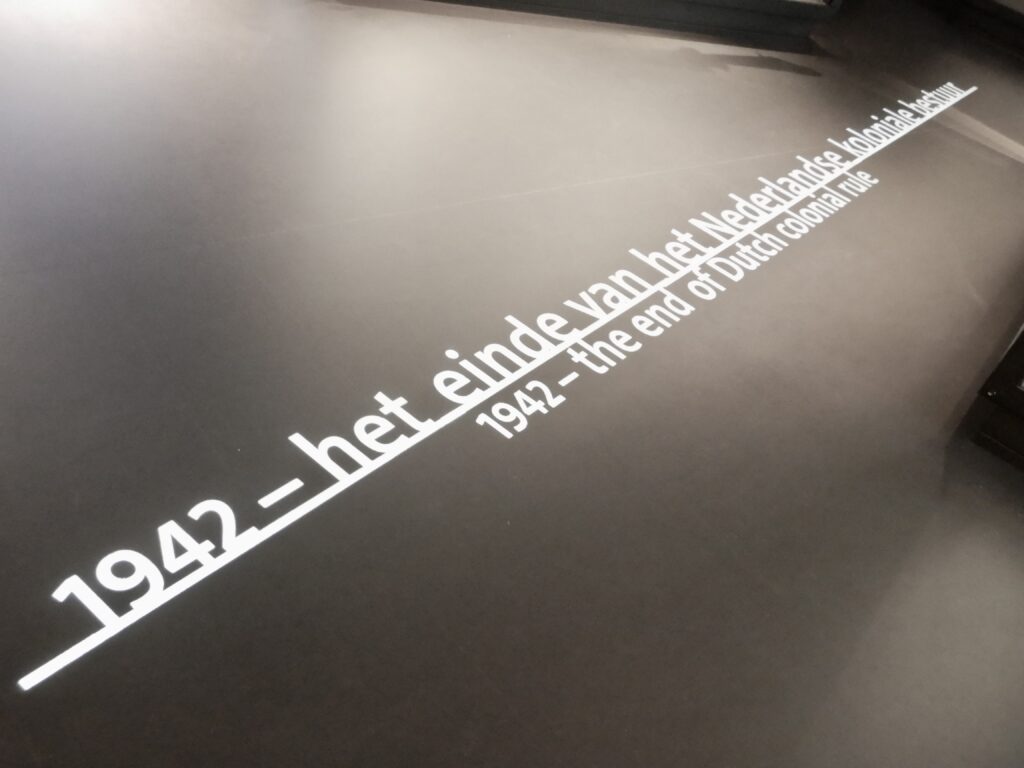 1942 – het einde van het Nederlandse koloniale bestuur
1942 – the end of Dutch colonial rule